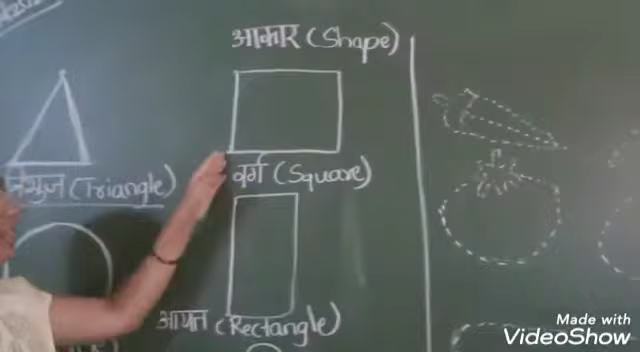 आकार (Shape)
वर्ग (Square)
त्रिभुज (Triangle)
आयत (Rectangle)
Made with
VideoShow